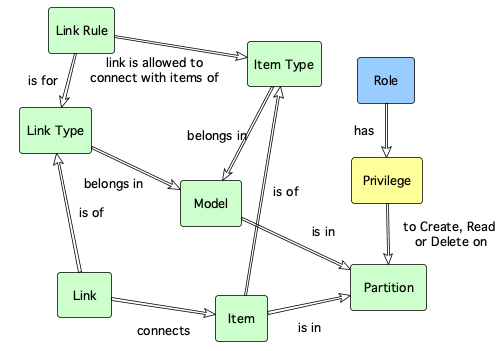 Link Rule
link is allowed to
connect with items of
Item Type
is for
Role
Link Type
belongs in
has
belongs in
Privilege
Model
is of
is of
is in
to Create, Read
or Delete on
Link
Partition
connects
Item
is in